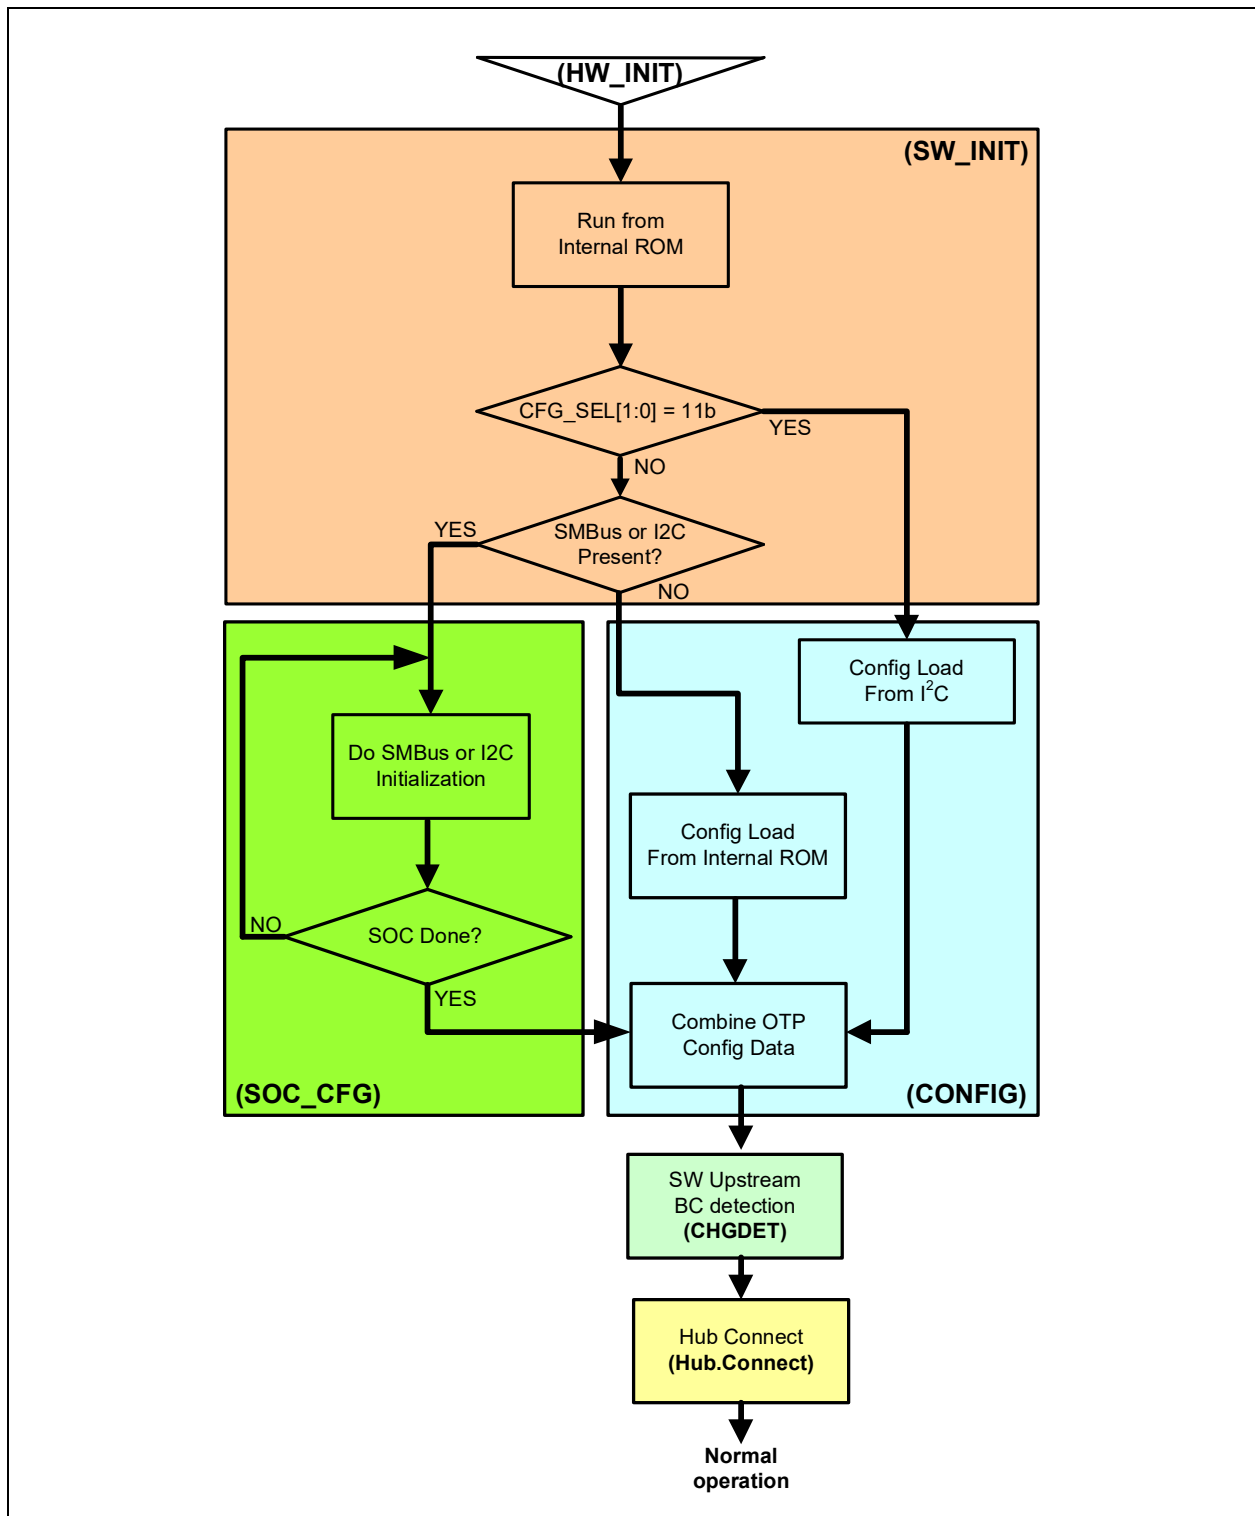 (HW_INIT)
(SW_INIT)
Run from
Internal ROM
CFG_SEL[1:0] = 11b
YES
NO
YES
SMBus or I2C
Present?
NO
Config Load
From I²C
Do SMBus or I2C
Initialization
Config Load
From Internal ROM
NO
SOC Done?
YES
Combine OTP
Config Data
(SOC_CFG)
(CONFIG)
SW Upstream
BC detection
(CHGDET)
Hub Connect
(Hub.Connect)
Normal
operation